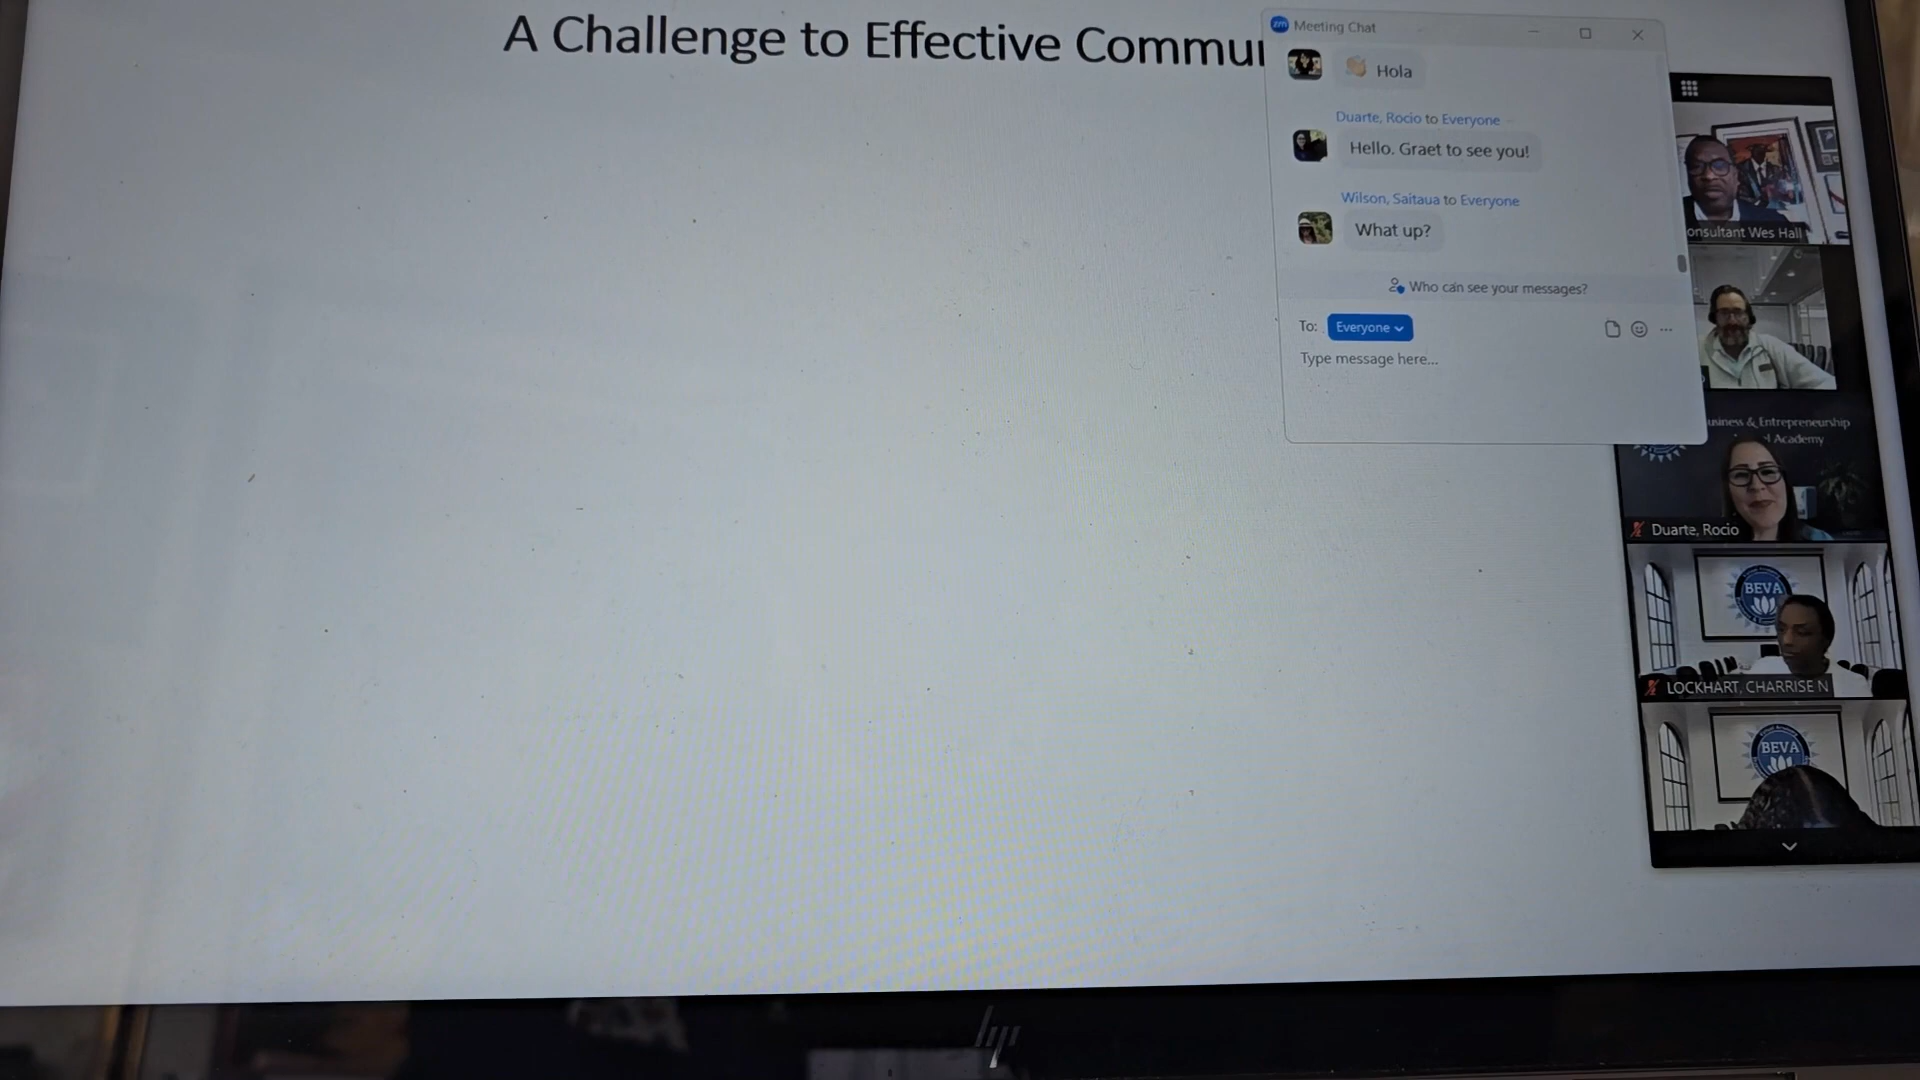 A Challenge to Effective Commu
zm Meeting Chat
Hola
Duarte, Rocio to Everyone
Hello. Graet to see you!
Wilson, Saitaua to Everyone
What up?
Who can see your messages?
To: Everyone
Type message here...
onsultant Wes Hall
usiness & Entrepreneurship
Academy
Duarte, Rocio
BEVA
LOCKHART, CHARRISE N
BEVA
hp